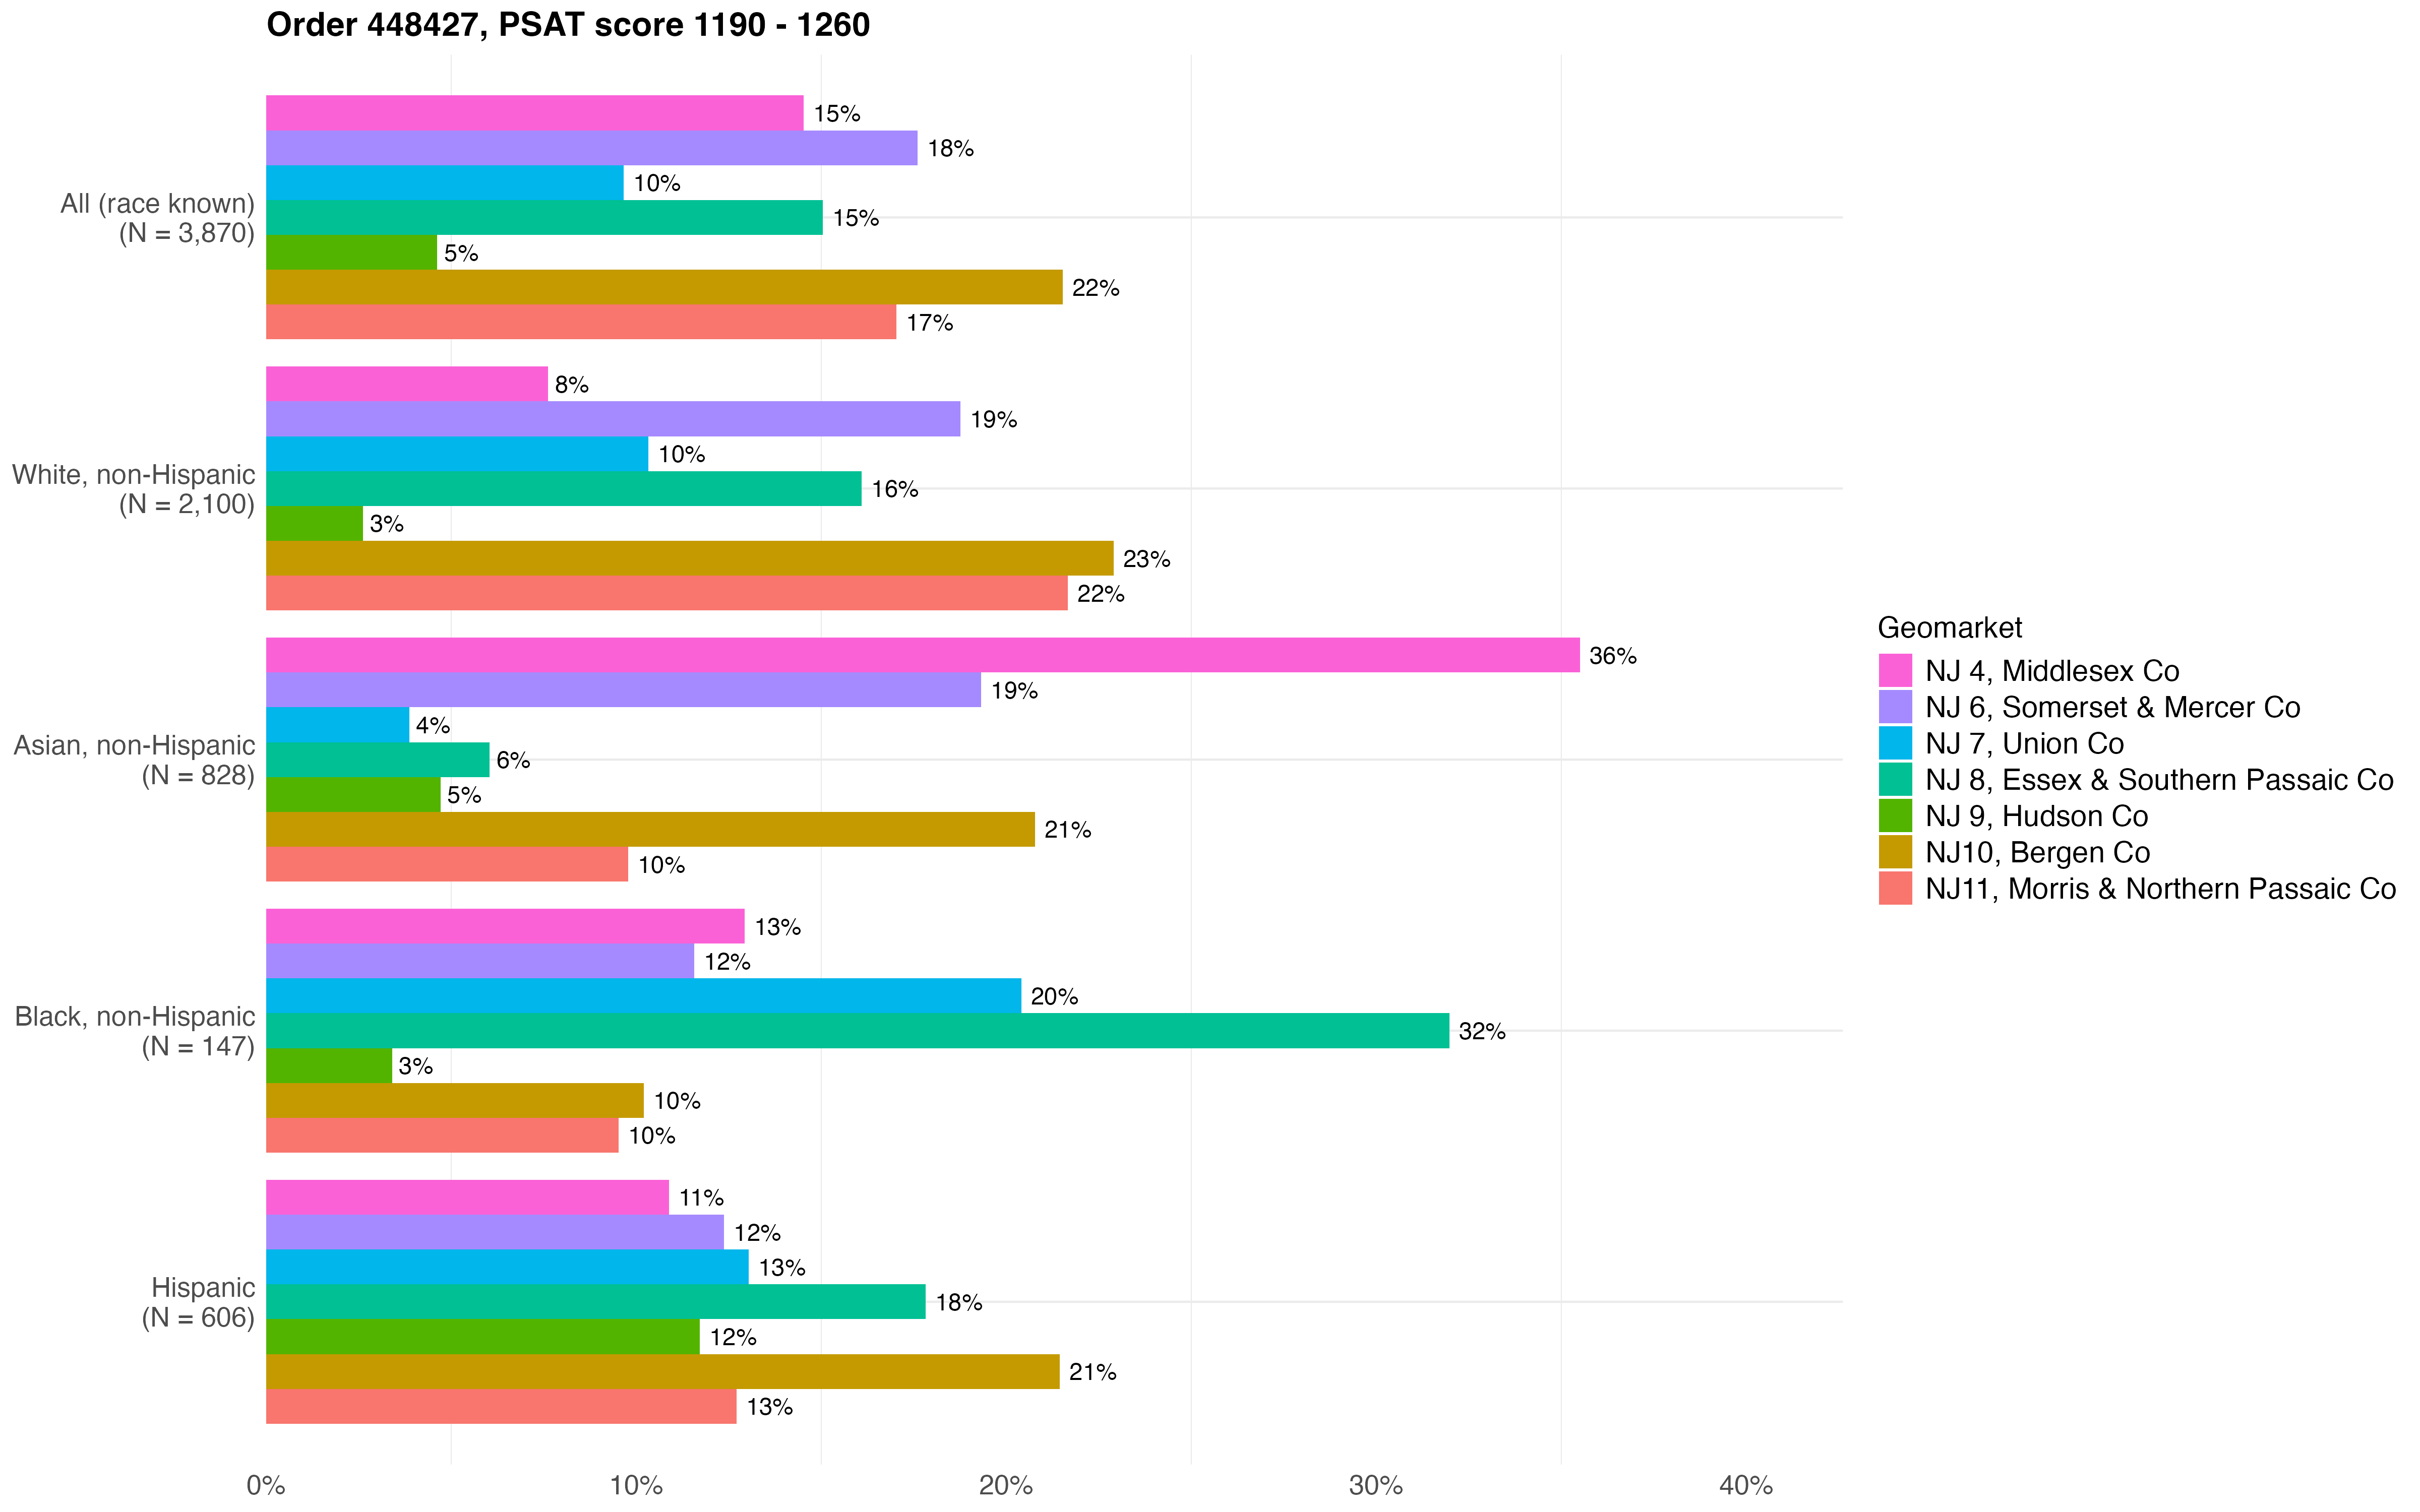 Order 448427, PSAT score 1190 - 1260
All (race known)
(N = 3,870)
15%
18%
10%
15%
5%
22%
17%
White, non-Hispanic
(N = 2,100)
8%
19%
10%
16%
3%
23%
22%
Asian, non-Hispanic
(N = 828)
36%
19%
4%
6%
5%
21%
10%
Black, non-Hispanic
(N = 147)
13%
12%
20%
32%
3%
10%
10%
Hispanic
(N = 606)
11%
12%
13%
18%
12%
21%
13%
0%
10%
20%
30%
40%
Geomarket
NJ 4, Middlesex Co
NJ 6, Somerset & Mercer Co
NJ 7, Union Co
NJ 8, Essex & Southern Passaic Co
NJ 9, Hudson Co
NJ10, Bergen Co
NJ11, Morris & Northern Passaic Co